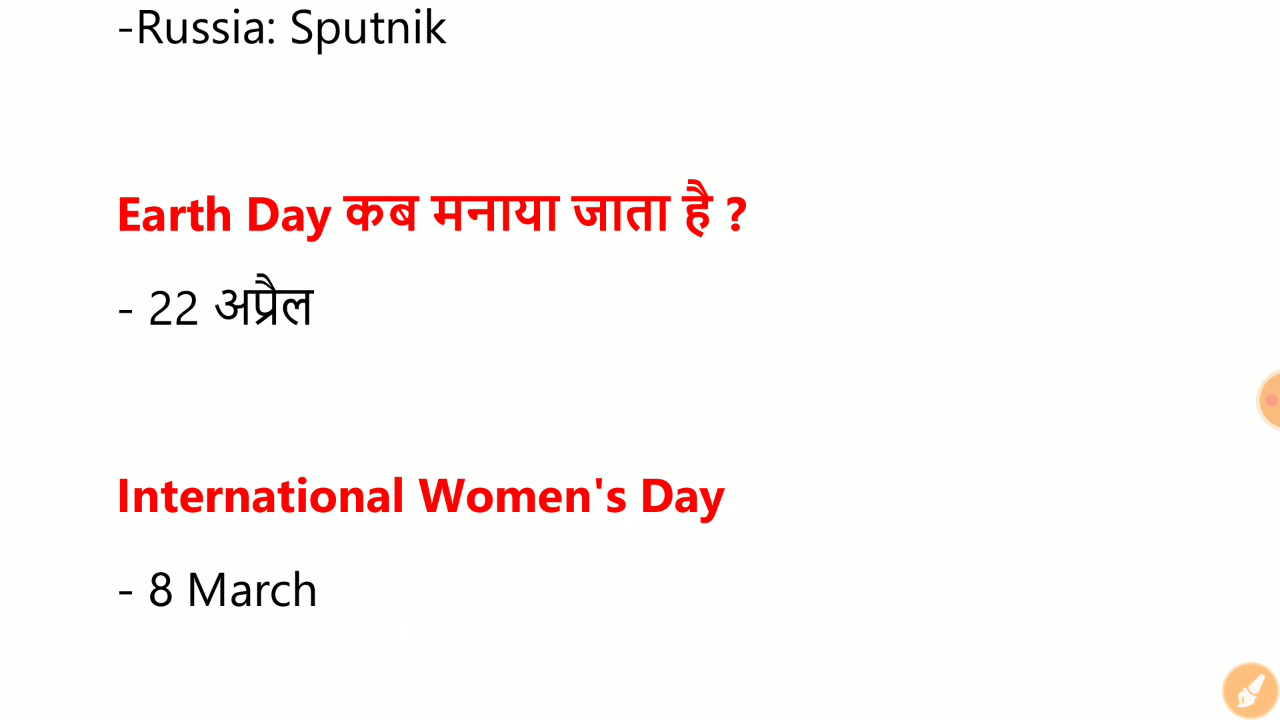 -Russia: Sputnik
Earth Day कब मनाया जाता है ?
- 22 अप्रैल
International Women's Day
- 8 March